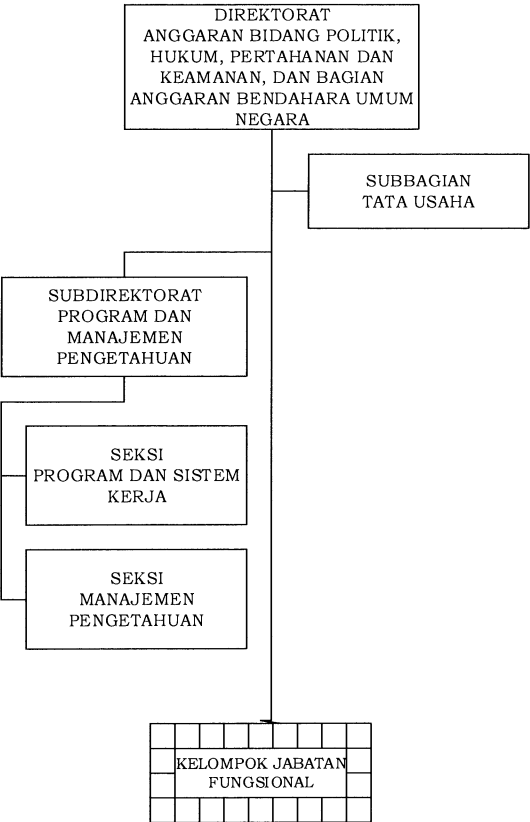 DIREKTORAT
ANGGARAN BIDANG POLITIK,
HUKUM, PERTAHANAN DAN
KEAMANAN, DAN BAGIAN
ANGGARAN BENDAHARA UMUM
NEGARA
SUBBAGIAN
TATA USAHA
SUBDIREKTORAT
PROGRAM DAN
MANAJEMEN
PENGETAHUAN
SEKSI
PROGRAM DAN SISTEM
KERJA
SEKSI
MANAJEMEN
PENGETAHUAN
KELOMPOK JABATAN
FUNGSIONAL